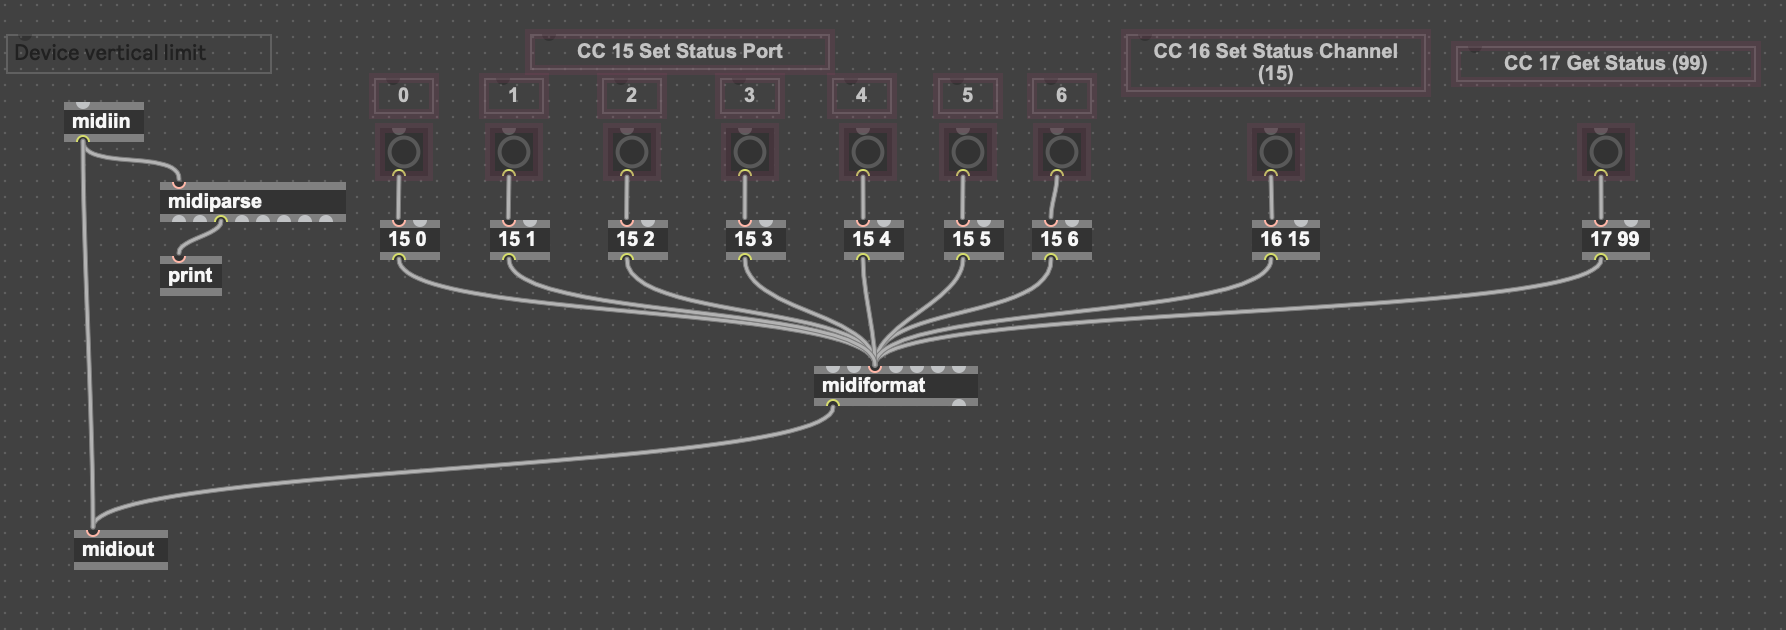 Device vertical limit
CC 15 Set Status Port
CC 16 Set Status Channel
(15)
CC 17 Get Status (99)
0
1
2
3
4
5
6
midiin
midiparse
print
15 0
15 1
15 2
15 3
15 4
15 5
15 6
16 15
17 99
midiformat
midiout